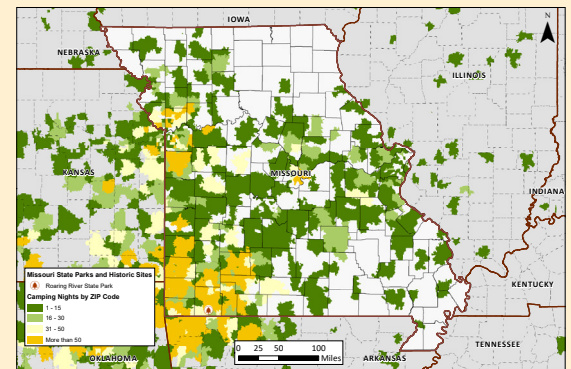 IOWA
N
NEBRASKA
ILLINOIS
KANSAS
MISSOURI
INDIANA
Missouri State Parks and Historic Sites
Roaring River State Park
Camping Nights by ZIP Code
1 - 15
16 - 30
31 - 50
More than 50
KENTUCKY
TENNESSEE
0 25 50 100
Miles
OKLAHOMA
ARKANSAS